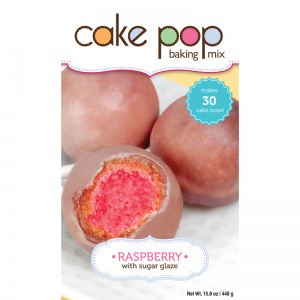 cake pop
baking mix
makes
30
cake pops!
• RASPBERRY •
with sugar glaze
Net Wt. 15.8 oz / 448 g